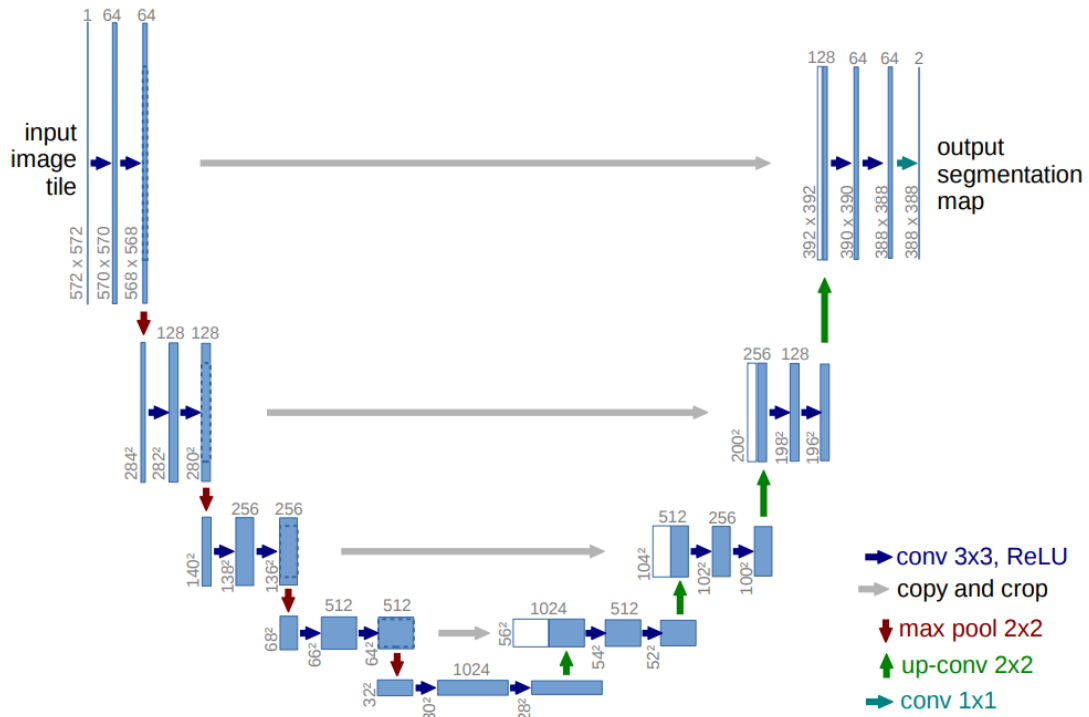 1 64 64
128 64 64 2
input
image
tile
output
segmentation
map
572 x 572
570 x 570
568 x 568
392 x 392
390 x 390
388 x 388
388 x 388
128 128
256 128
284²
282²
280²
200²
198²
196²
256 256
512 256
140²
138²
136²
104²
102²
100²
conv 3x3, ReLU
copy and crop
max pool 2x2
up-conv 2x2
conv 1x1
512 512
1024 512
68²
66²
64²
56²
54²
52²
1024
32²
30²
28²